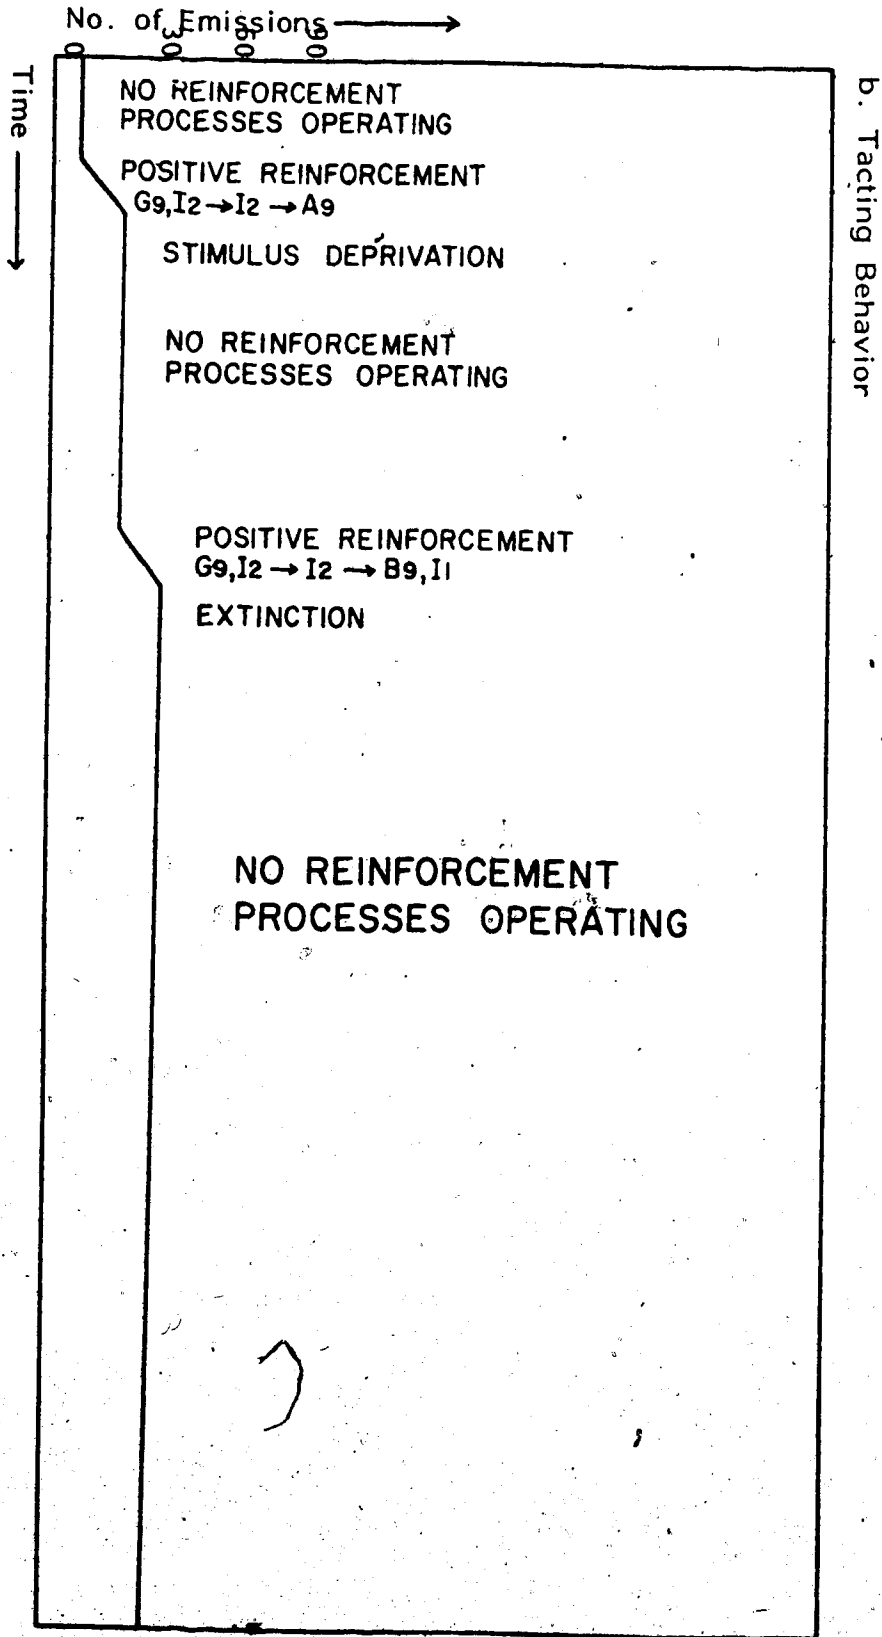 No. of Emissions
0 30 60 90
Time
b. Tacting Behavior
NO REINFORCEMENT
PROCESSES OPERATING
POSITIVE REINFORCEMENT
G9,I2→I2→A9
STIMULUS DEPRIVATION
NO REINFORCEMENT
PROCESSES OPERATING
POSITIVE REINFORCEMENT
G9,I2→I2→B9,I1
EXTINCTION
NO REINFORCEMENT
PROCESSES OPERATING